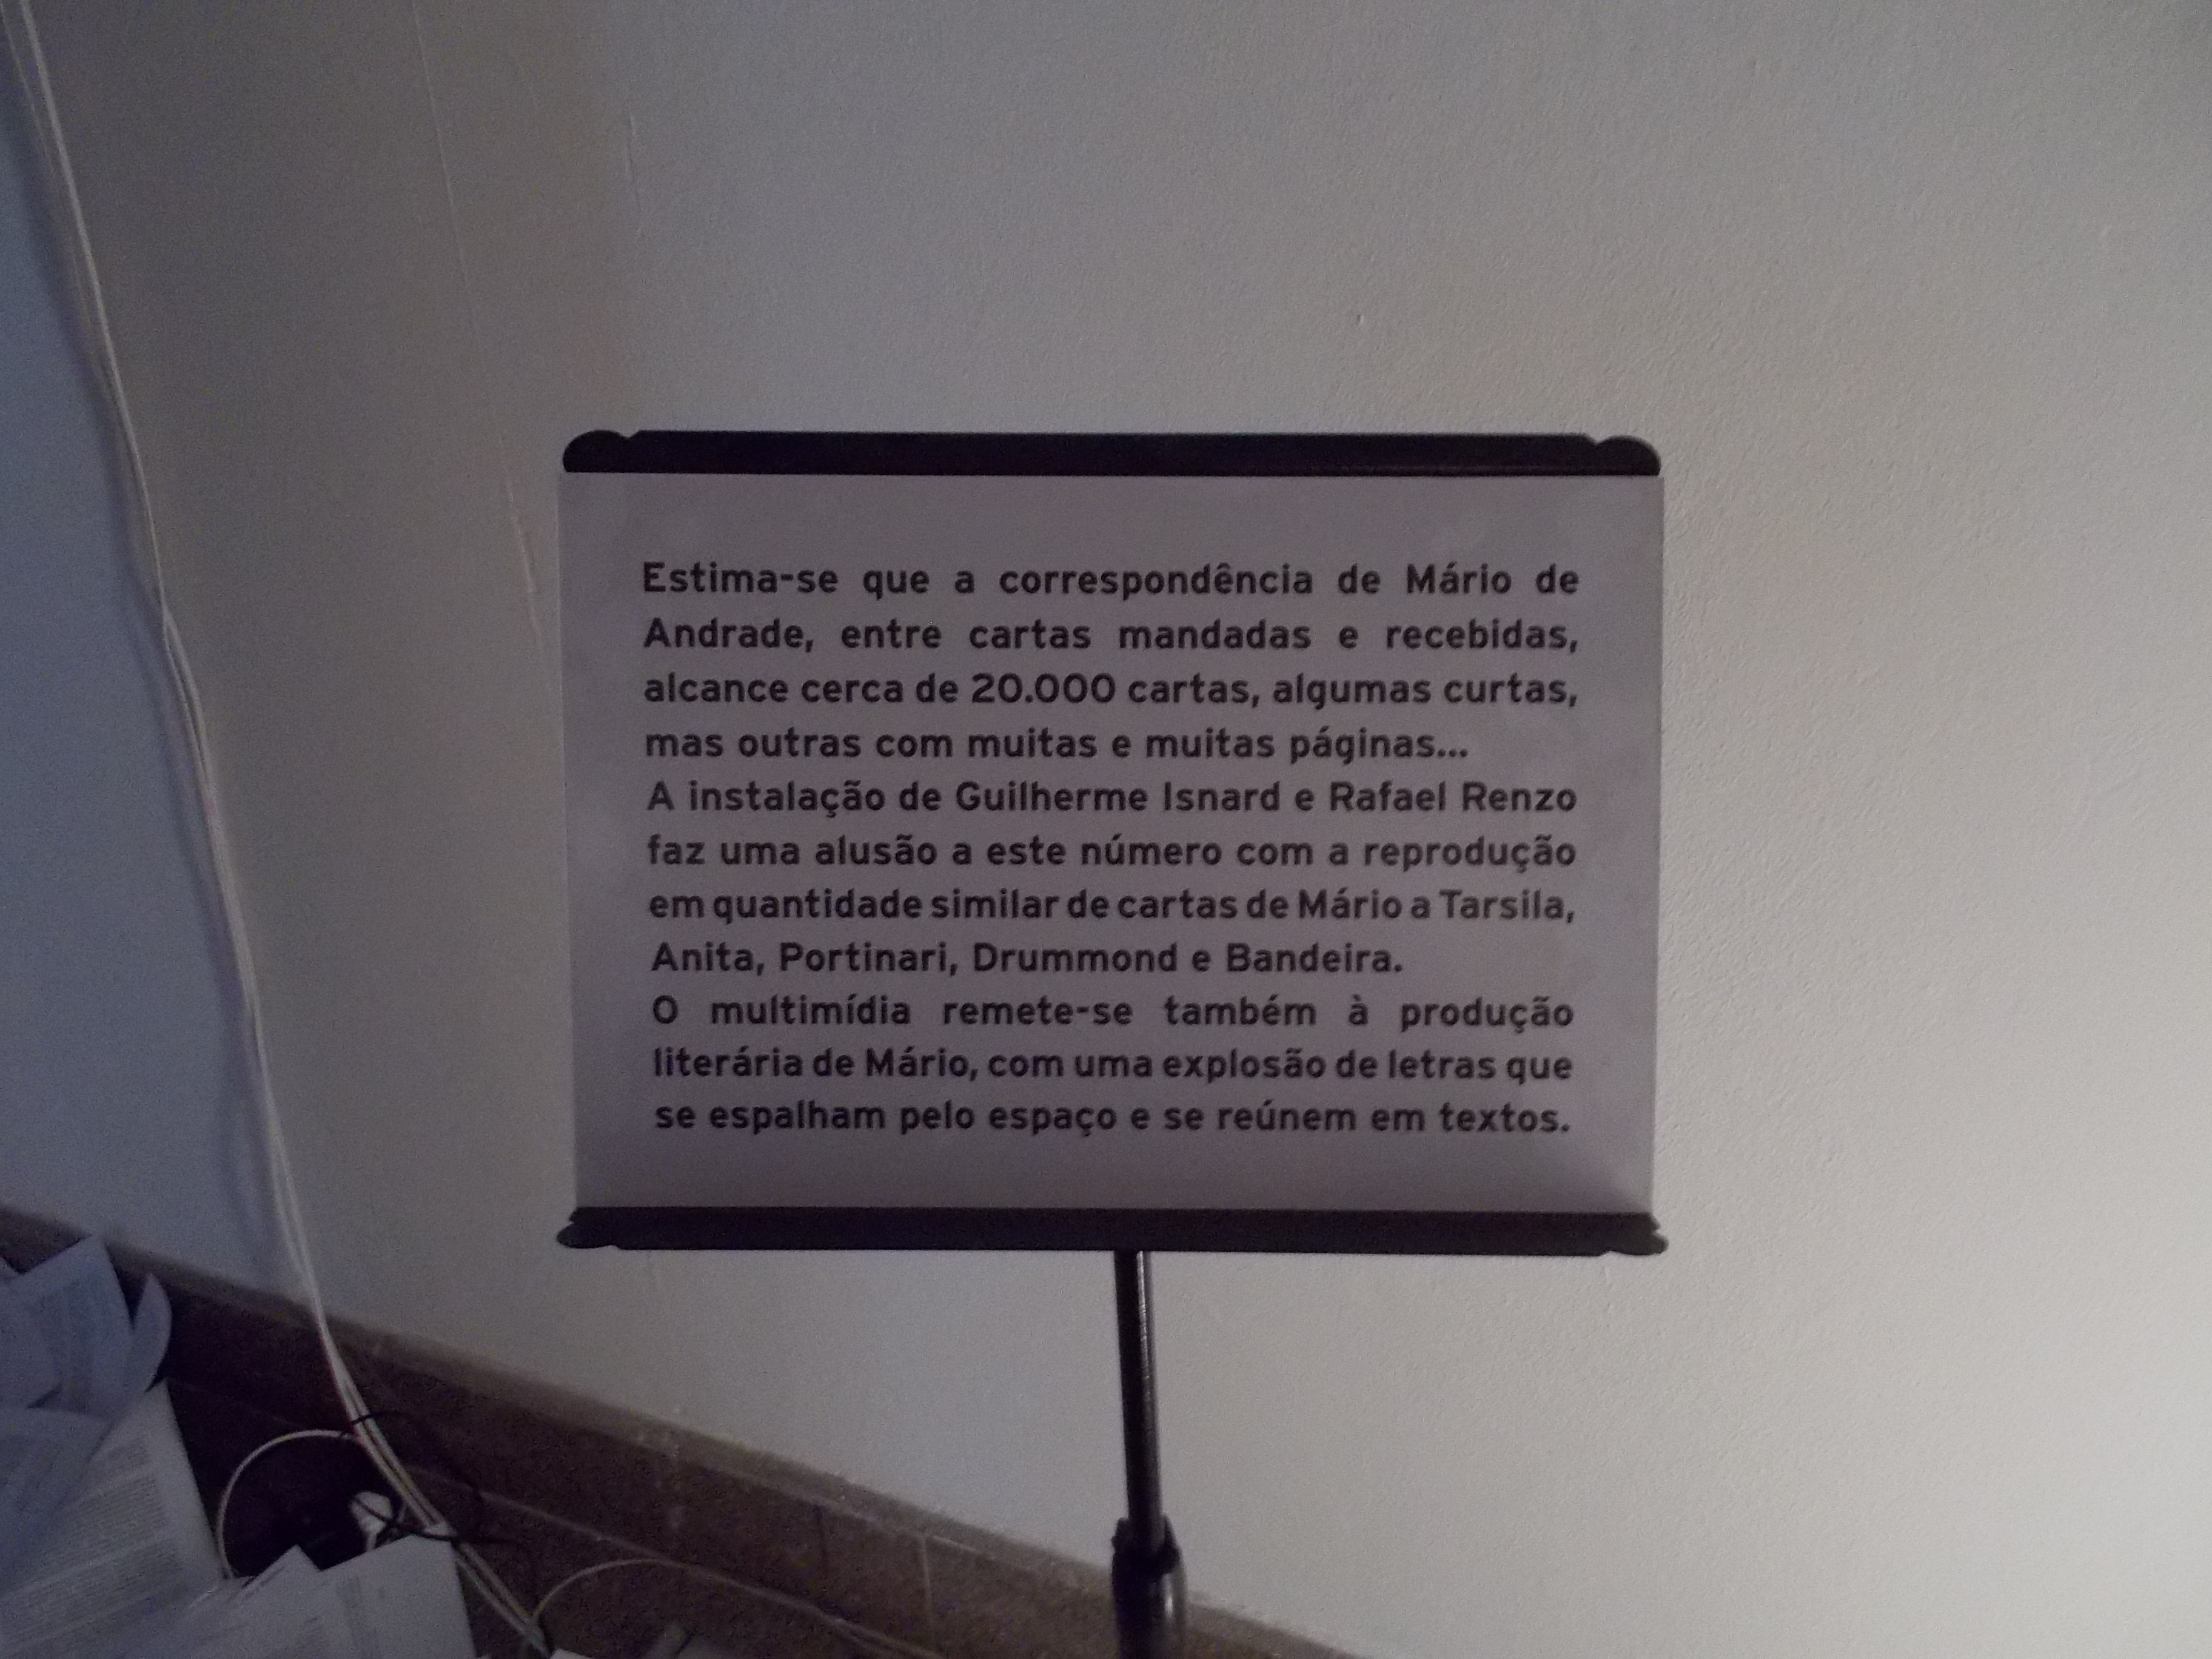 Estima-se que a correspondência de Mário de
Andrade, entre cartas mandadas e recebidas,
alcance cerca de 20.000 cartas, algumas curtas,
mas outras com muitas e muitas páginas...
A instalação de Guilherme Isnard e Rafael Renzo
faz uma alusão a este número com a reprodução
em quantidade similar de cartas de Mário a Tarsila,
Anita, Portinari, Drummond e Bandeira.
O multimídia remete-se também à produção
literária de Mário, com uma explosão de letras que
se espalham pelo espaço e se reúnem em textos.